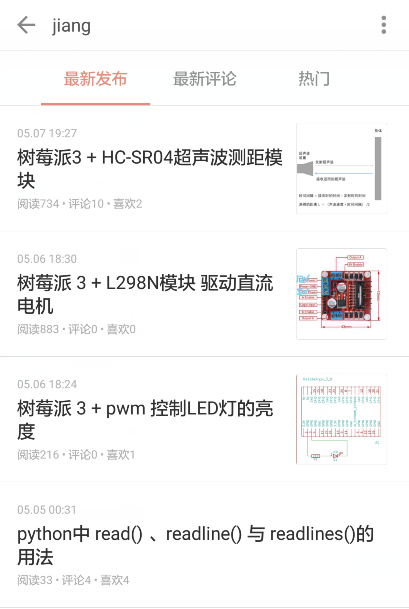 jiang
最新发布
最新评论
热门
05.07 19:27
树莓派3 + HC-SR04超声波测距模
块
阅读734 • 评论10 • 喜欢2
05.06 18:30
树莓派 3 + L298N模块 驱动直流
电机
阅读883 • 评论0 • 喜欢0
05.06 18:24
树莓派 3 + pwm 控制LED灯的亮
度
阅读216 • 评论0 • 喜欢1
05.05 00:31
python中 read() 、readline() 与 readlines()的
用法
阅读33 • 评论4 • 喜欢4